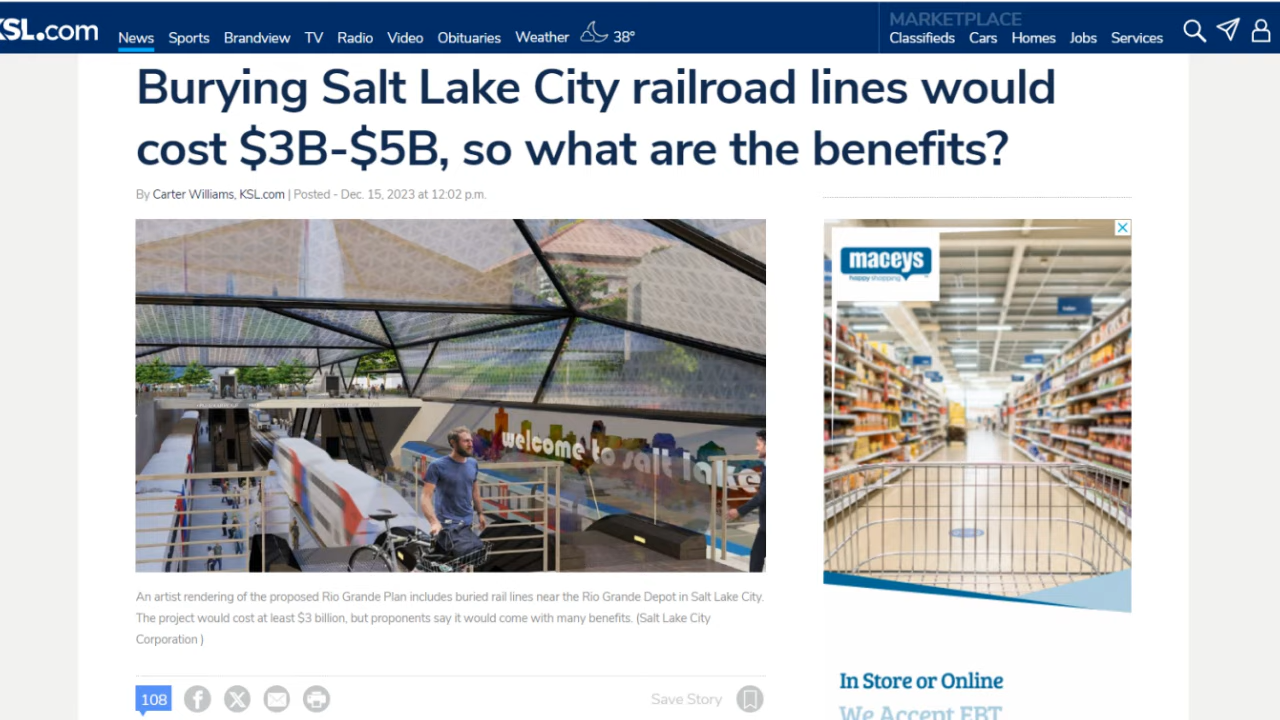 KSL.com
News Sports Brandview TV Radio Video Obituaries Weather 38°
MARKETPLACE
Classifieds Cars Homes Jobs Services
Burying Salt Lake City railroad lines would
cost $3B-$5B, so what are the benefits?
By Carter Williams, KSL.com | Posted - Dec. 15, 2023 at 12:02 p.m.
welcome to salt lake
An artist rendering of the proposed Rio Grande Plan includes buried rail lines near the Rio Grande Depot in Salt Lake City.
The project would cost at least $3 billion, but proponents say it would come with many benefits. (Salt Lake City
Corporation )
108
Save Story
maceys
happy shopping
In Store or Online
We Accept EBT